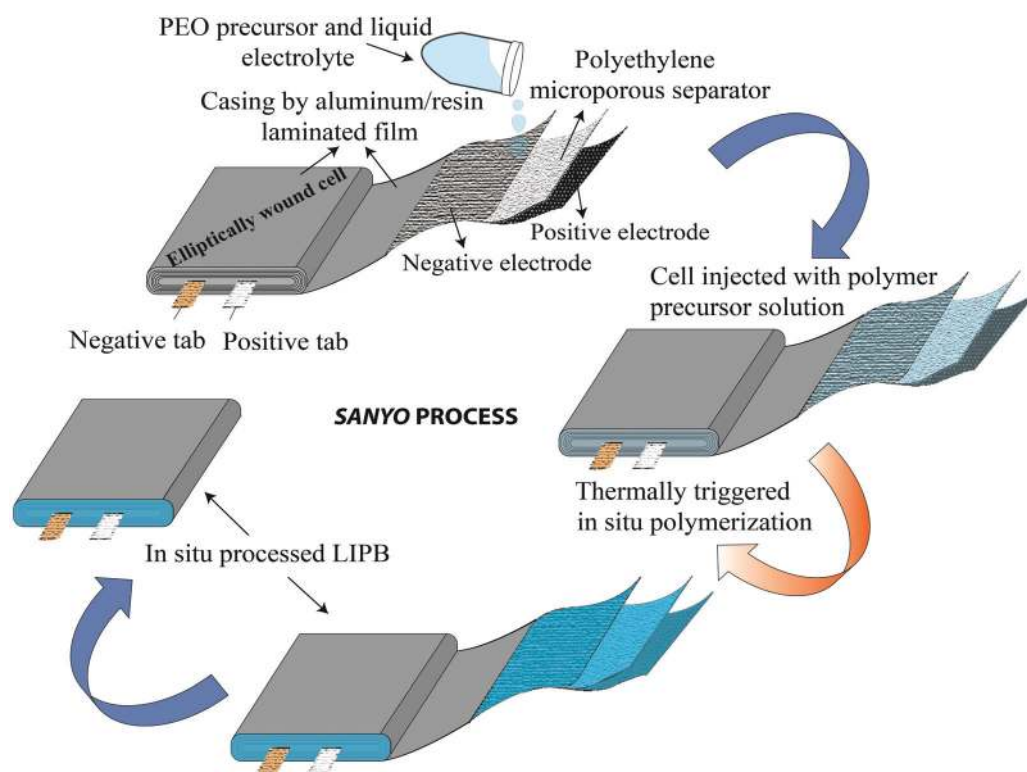 PEO precursor and liquid
electrolyte
Polyethylene
microporous separator
Casing by aluminum/resin
laminated film
Elliptically wound cell
Positive electrode
Negative electrode
Negative tab
Positive tab
Cell injected with polymer
precursor solution
SANYO PROCESS
Thermally triggered
in situ polymerization
In situ processed LIPB